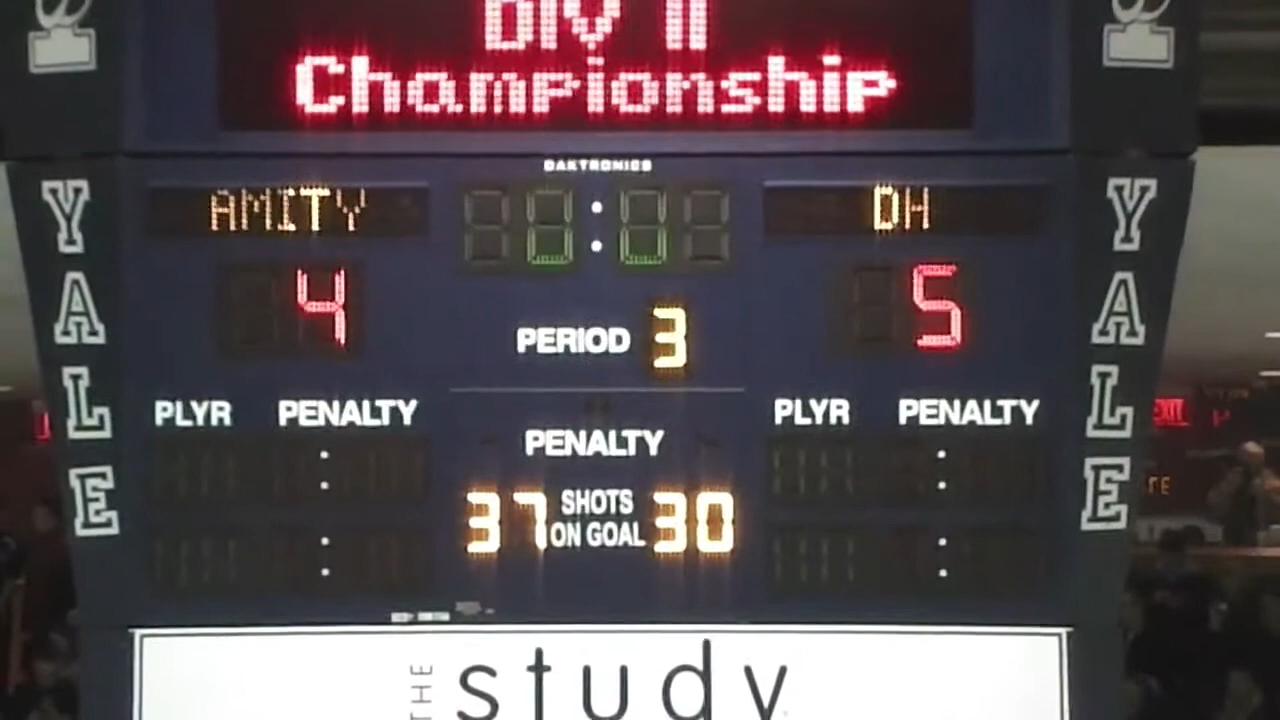 DIV II
Championship
DAKTRONICS
YALE
AMITY
DH
YALE
4
PERIOD 3
5
PLYR PENALTY
PENALTY
PLYR PENALTY
37 SHOTS ON GOAL 30
EXIT
THE study